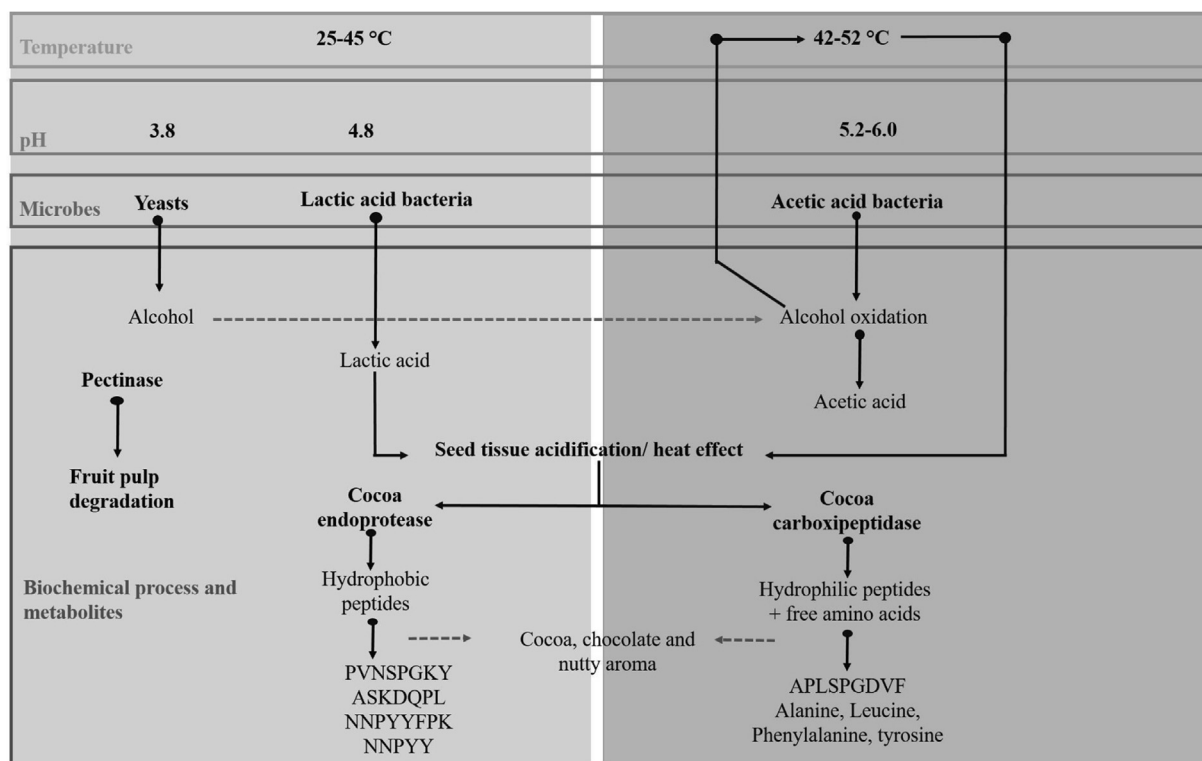 Temperature
25-45 °C
42-52 °C
pH
3.8
4.8
5.2-6.0
Microbes
Yeasts
Lactic acid bacteria
Acetic acid bacteria
Alcohol
Alcohol oxidation
Lactic acid
Pectinase
Acetic acid
Seed tissue acidification/ heat effect
Fruit pulp
degradation
Cocoa
endoprotease
Cocoa
carboxipeptidase
Biochemical process and
metabolites
Hydrophobic
peptides
Hydrophilic peptides
+ free amino acids
Cocoa, chocolate and
nutty aroma
PVNSPGKY
ASKDQPL
NNPYYFPK
NNPYY
APLSPGDVF
Alanine, Leucine,
Phenylalanine, tyrosine